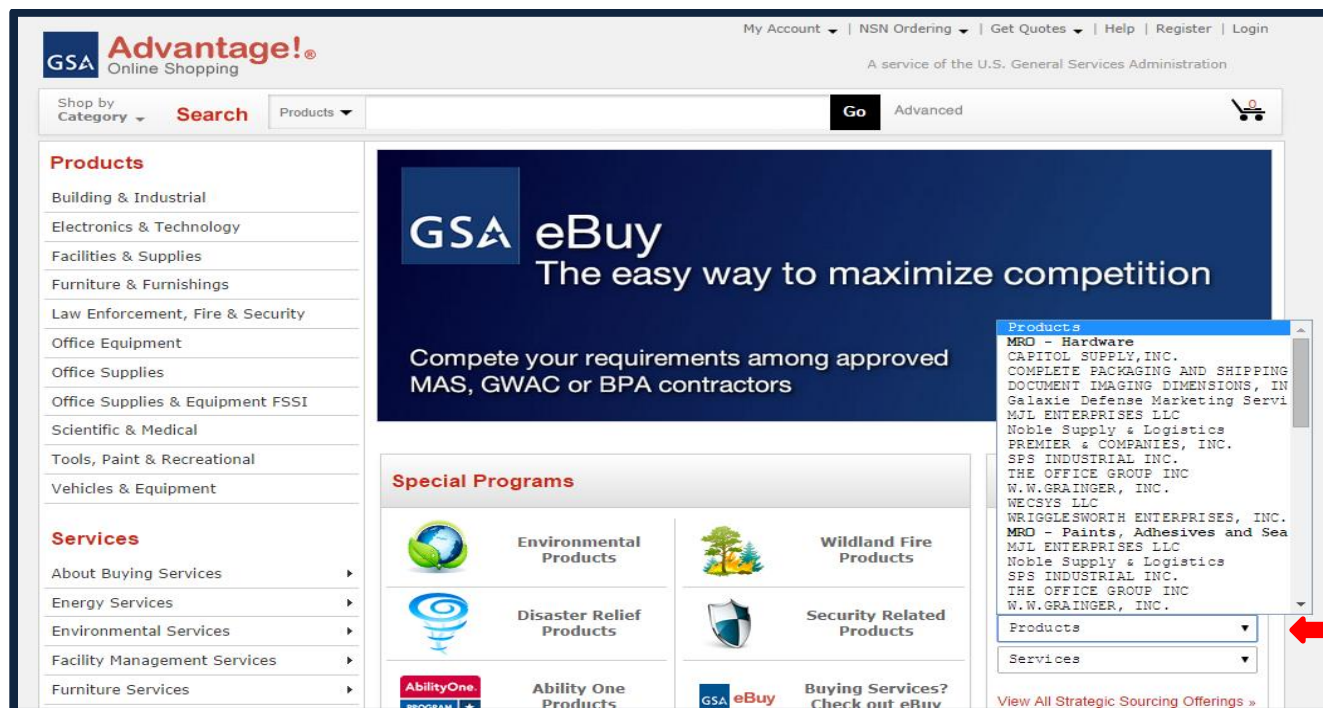 My Account | NSN Ordering | Get Quotes | Help | Register | Login
GSA Advantage!®
Online Shopping
A service of the U.S. General Services Administration
Shop by
Category
Search
Products
Go
Advanced
0
Products
Building & Industrial
Electronics & Technology
Facilities & Supplies
Furniture & Furnishings
Law Enforcement, Fire & Security
Office Equipment
Office Supplies
Office Supplies & Equipment FSSI
Scientific & Medical
Tools, Paint & Recreational
Vehicles & Equipment
Services
About Buying Services
Energy Services
Environmental Services
Facility Management Services
Furniture Services
GSA eBuy
The easy way to maximize competition
Compete your requirements among approved
MAS, GWAC or BPA contractors
Special Programs
Environmental
Products
Wildland Fire
Products
Disaster Relief
Products
Security Related
Products
AbilityOne.
PROGRAM
Ability One
Products
GSA eBuy
Buying Services?
Check out eBuy
Products
MRO - Hardware
CAPITOL SUPPLY,INC.
COMPLETE PACKAGING AND SHIPPING
DOCUMENT IMAGING DIMENSIONS, IN
Galaxie Defense Marketing Servi
MJL ENTERPRISES LLC
Noble Supply & Logistics
PREMIER & COMPANIES, INC.
SPS INDUSTRIAL INC.
THE OFFICE GROUP INC
W.W.GRAINGER, INC.
WECSYS LLC
WRIGGLESWORTH ENTERPRISES, INC.
MRO - Paints, Adhesives and Sea
MJL ENTERPRISES LLC
Noble Supply & Logistics
SPS INDUSTRIAL INC.
THE OFFICE GROUP INC
W.W.GRAINGER, INC.
Products
Services
View All Strategic Sourcing Offerings »